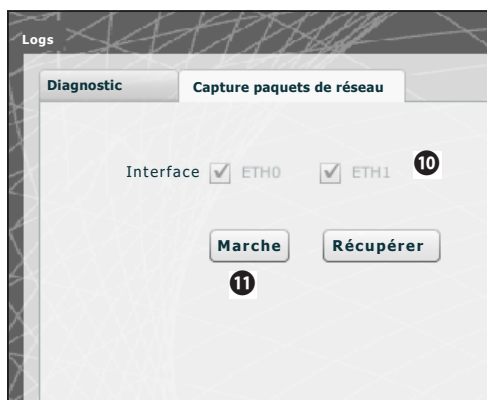 Logs
Diagnostic Capture paquets de réseau
Interface ETH0 ETH1 10
Marche Récupérer
11